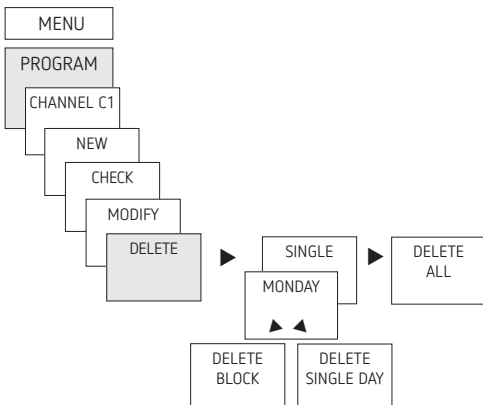 MENU
PROGRAM
CHANNEL C1
NEW
CHECK
MODIFY
DELETE
SINGLE
MONDAY
DELETE
ALL
DELETE
BLOCK
DELETE
SINGLE DAY